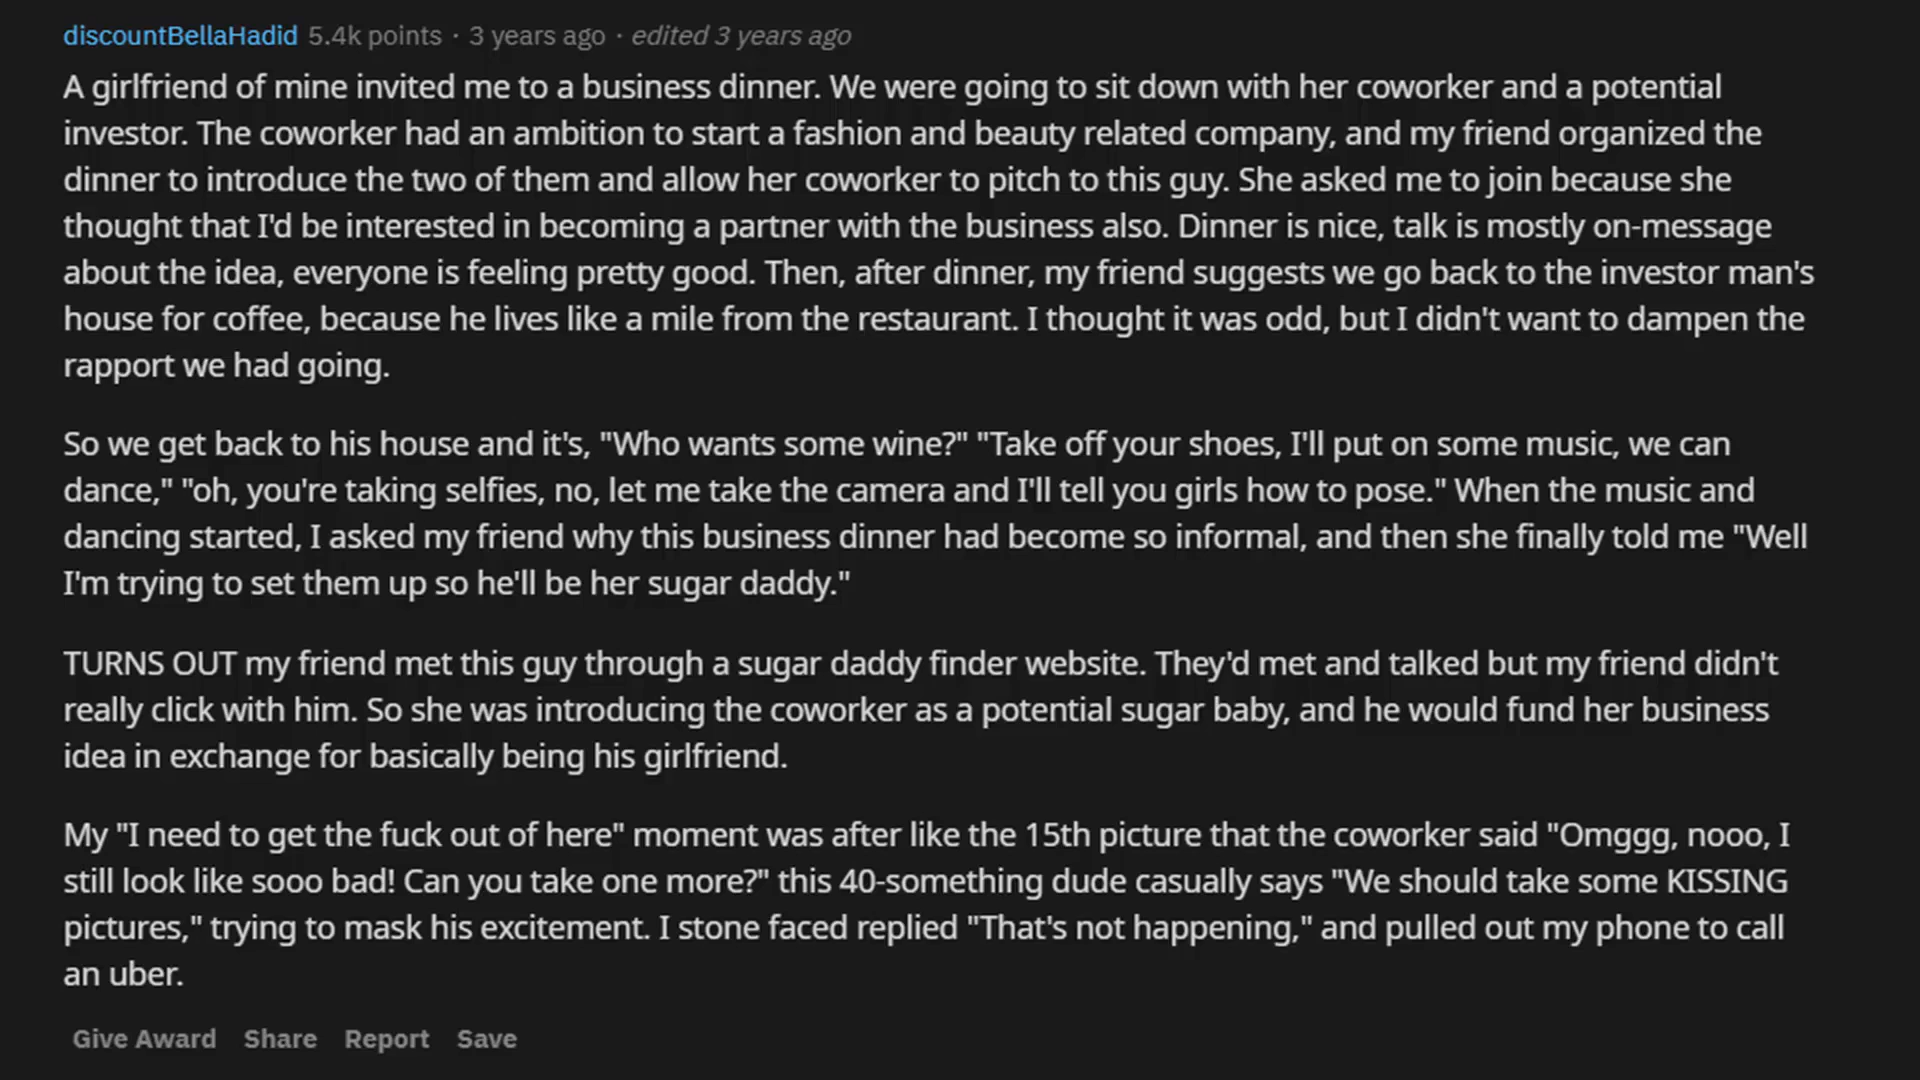 discountBellaHadid 5.4k points · 3 years ago · edited 3 years ago
A girlfriend of mine invited me to a business dinner. We were going to sit down with her coworker and a potential
investor. The coworker had an ambition to start a fashion and beauty related company, and my friend organized the
dinner to introduce the two of them and allow her coworker to pitch to this guy. She asked me to join because she
thought that I'd be interested in becoming a partner with the business also. Dinner is nice, talk is mostly on-message
about the idea, everyone is feeling pretty good. Then, after dinner, my friend suggests we go back to the investor man's
house for coffee, because he lives like a mile from the restaurant. I thought it was odd, but I didn't want to dampen the
rapport we had going.
So we get back to his house and it's, "Who wants some wine?" "Take off your shoes, I'll put on some music, we can
dance," "oh, you're taking selfies, no, let me take the camera and I'll tell you girls how to pose." When the music and
dancing started, I asked my friend why this business dinner had become so informal, and then she finally told me "Well
I'm trying to set them up so he'll be her sugar daddy."
TURNS OUT my friend met this guy through a sugar daddy finder website. They'd met and talked but my friend didn't
really click with him. So she was introducing the coworker as a potential sugar baby, and he would fund her business
idea in exchange for basically being his girlfriend.
My "I need to get the fuck out of here" moment was after like the 15th picture that the coworker said "Omggg, nooo, I
still look like sooo bad! Can you take one more?" this 40-something dude casually says "We should take some KISSING
pictures," trying to mask his excitement. I stone faced replied "That's not happening," and pulled out my phone to call
an uber.
Give Award Share Report Save